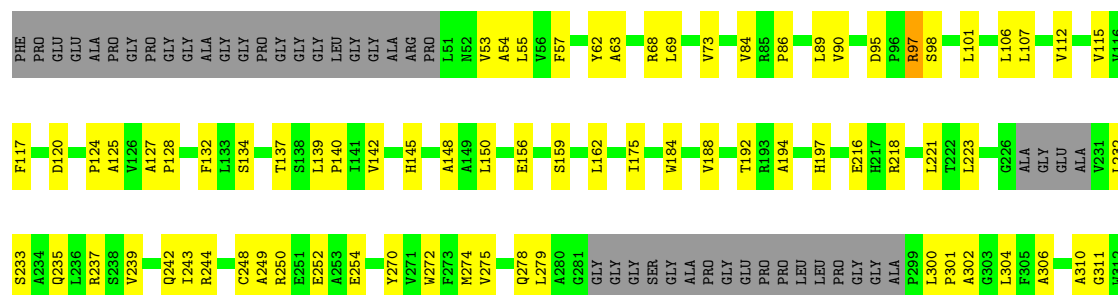 PHE PRO GLU GLU ALA PRO GLY PRO GLY GLY ALA GLY GLY PRO GLY GLY GLY LEU GLY GLY ALA ARG PRO L51 N52 V53 A54 L55 V56 F57 Y62 A63 R68 L69 V73 V84 R85 P86 L89 V90 D95 P96 R97 S98 L101 L106 L107 V112 V115 V116
F117 D120 P124 A125 V126 A127 P128 F132 L133 S134 T137 S138 L139 P140 I141 V142 H145 A148 A149 L150 E156 S159 L162 I175 W184 V188 T192 R193 A194 H197 E216 H217 R218 L221 T222 L223 G226 ALA GLY GLU ALA V231 L232
S233 A234 Q235 L236 R237 S238 V239 Q242 I243 R244 C248 A249 R250 E251 E252 A253 E254 Y270 V271 W272 F273 M274 V275 Q278 L279 A280 G281 GLY GLY GLY SER GLY ALA PRO GLY GLU PRO PRO LEU LEU PRO GLY GLY ALA P299 L300 P301 A302 G303 L304 F305 A306 A310 G311 L312